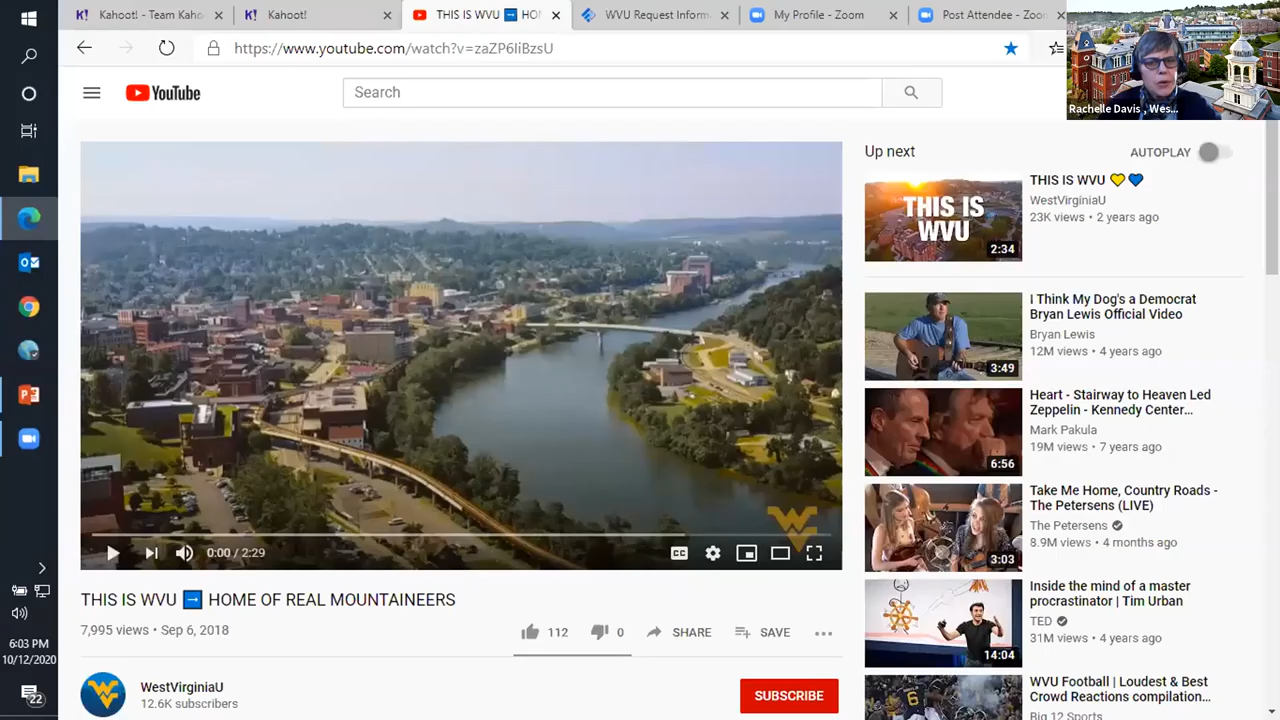 Kahoot! - Team Kaho
Kahoot!
THIS IS WVU ➡ HO
WVU Request Inform
My Profile - Zoom
Post Attendee - Zoo
https://www.youtube.com/watch?v=zaZP6IiBzsU
Rachelle Davis , Wes...
YouTube
Search
Up next
AUTOPLAY
THIS IS WVU 💛💙
WestVirginiaU
23K views • 2 years ago
THIS IS
WVU
2:34
I Think My Dog's a Democrat
Bryan Lewis Official Video
Bryan Lewis
12M views • 4 years ago
3:49
Heart - Stairway to Heaven Led
Zeppelin - Kennedy Center...
Mark Pakula
19M views • 7 years ago
6:56
Take Me Home, Country Roads -
The Petersens (LIVE)
The Petersens
8.9M views • 4 months ago
3:03
Inside the mind of a master
procrastinator | Tim Urban
TED
31M views • 4 years ago
14:04
WVU Football | Loudest & Best
Crowd Reactions compilation...
Big 12 Sports
0:00 / 2:29
CC
THIS IS WVU ➡ HOME OF REAL MOUNTAINEERS
7,995 views • Sep 6, 2018
112
0
SHARE
SAVE
WestVirginiaU
12.6K subscribers
SUBSCRIBE
6:03 PM
10/12/2020
22